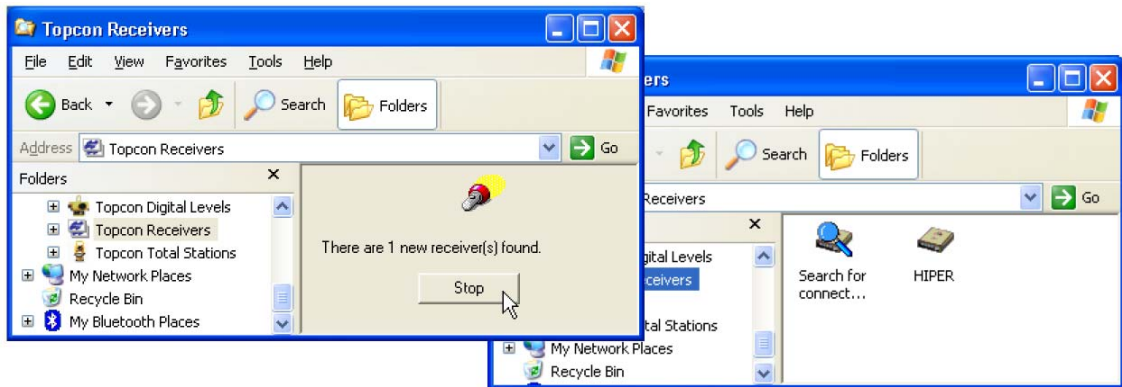 Topcon Receivers
File Edit View Favorites Tools Help
Back Search Folders
Address Topcon Receivers Go
Folders
Topcon Digital Levels
Topcon Receivers
Topcon Total Stations
My Network Places
Recycle Bin
My Bluetooth Places
There are 1 new receiver(s) found.
Stop
ers
Favorites Tools Help
Search Folders
Receivers Go
gital Levels
eceivers
tal Stations
My Network Places
Recycle Bin
Search for
connect...
HIPER